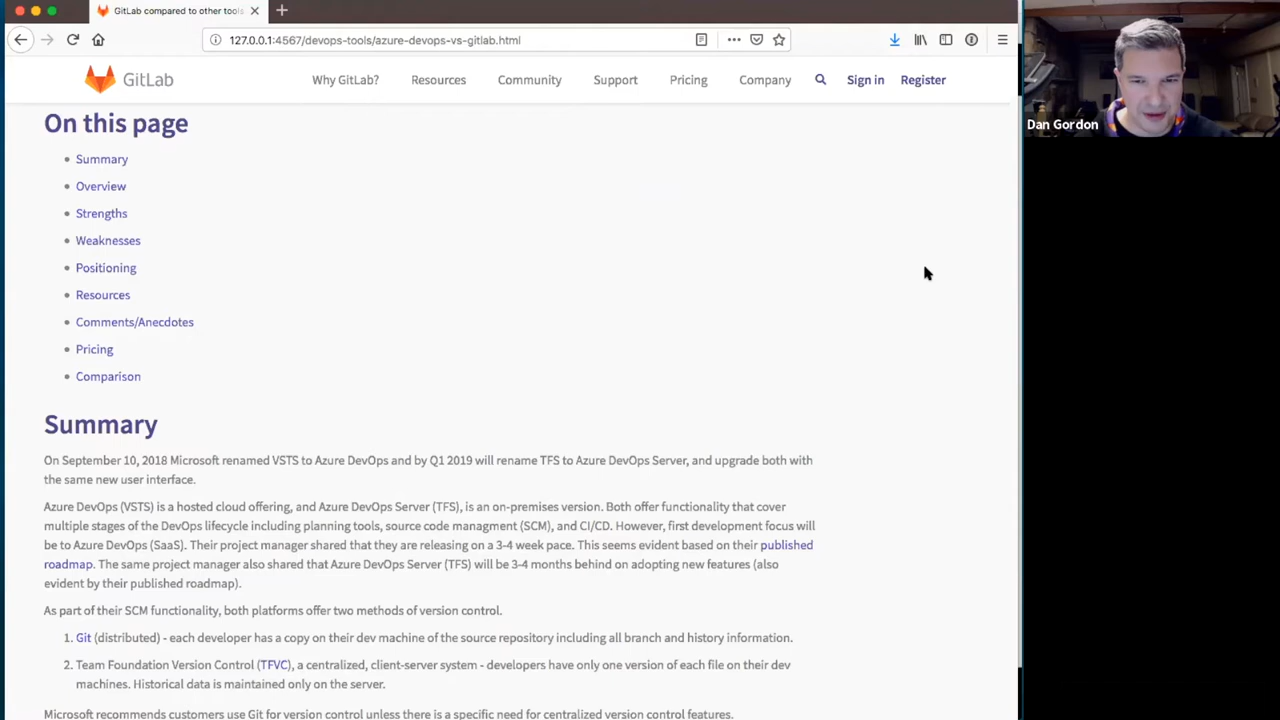 GitLab compared to other tools
127.0.0.1:4567/devops-tools/azure-devops-vs-gitlab.html
GitLab
Why GitLab?
Resources
Community
Support
Pricing
Company
Sign in
Register
Dan Gordon
On this page
Summary
Overview
Strengths
Weaknesses
Positioning
Resources
Comments/Anecdotes
Pricing
Comparison
Summary
On September 10, 2018 Microsoft renamed VSTS to Azure DevOps and by Q1 2019 will rename TFS to Azure DevOps Server, and upgrade both with
the same new user interface.
Azure DevOps (VSTS) is a hosted cloud offering, and Azure DevOps Server (TFS), is an on-premises version. Both offer functionality that cover
multiple stages of the DevOps lifecycle including planning tools, source code managment (SCM), and CI/CD. However, first development focus will
be to Azure DevOps (SaaS). Their project manager shared that they are releasing on a 3-4 week pace. This seems evident based on their published
roadmap. The same project manager also shared that Azure DevOps Server (TFS) will be 3-4 months behind on adopting new features (also
evident by their published roadmap).
As part of their SCM functionality, both platforms offer two methods of version control.
1. Git (distributed) - each developer has a copy on their dev machine of the source repository including all branch and history information.
2. Team Foundation Version Control (TFVC), a centralized, client-server system - developers have only one version of each file on their dev
machines. Historical data is maintained only on the server.
Microsoft recommends customers use Git for version control unless there is a specific need for centralized version control features.